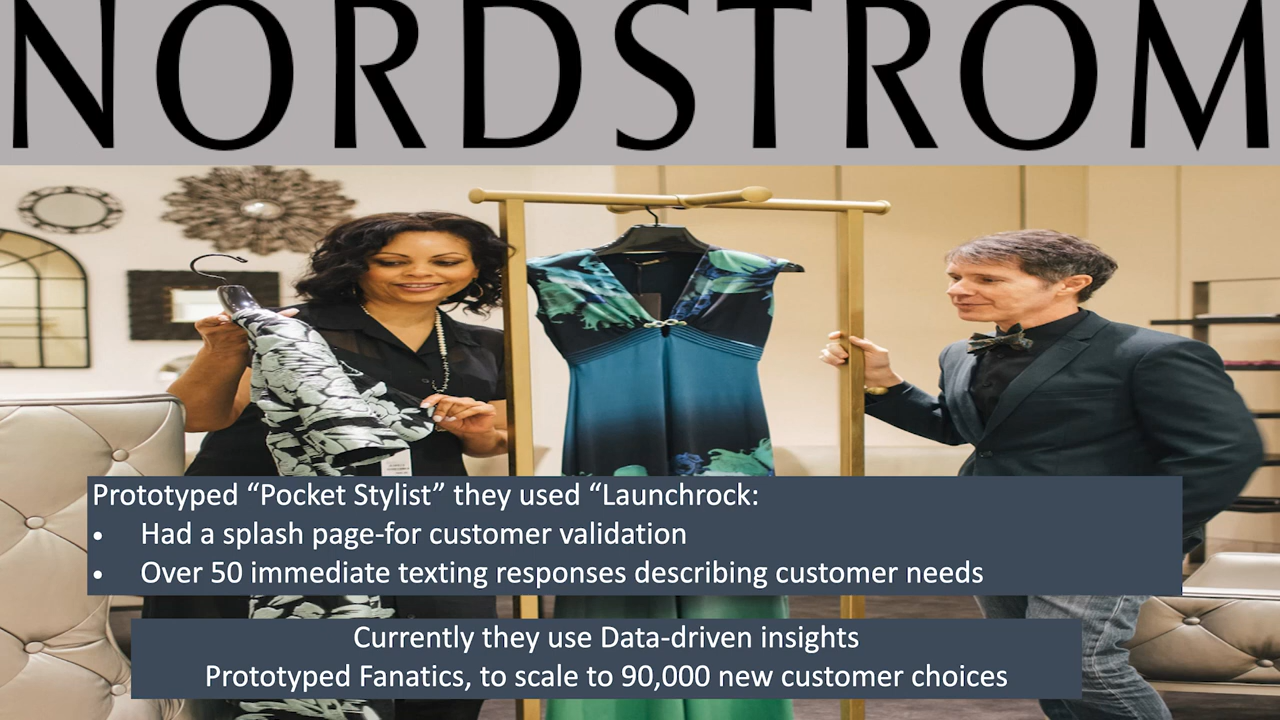 NORDSTROM
Prototyped “Pocket Stylist” they used “Launchrock:
• Had a splash page-for customer validation
• Over 50 immediate texting responses describing customer needs
Currently they use Data-driven insights
Prototyped Fanatics, to scale to 90,000 new customer choices